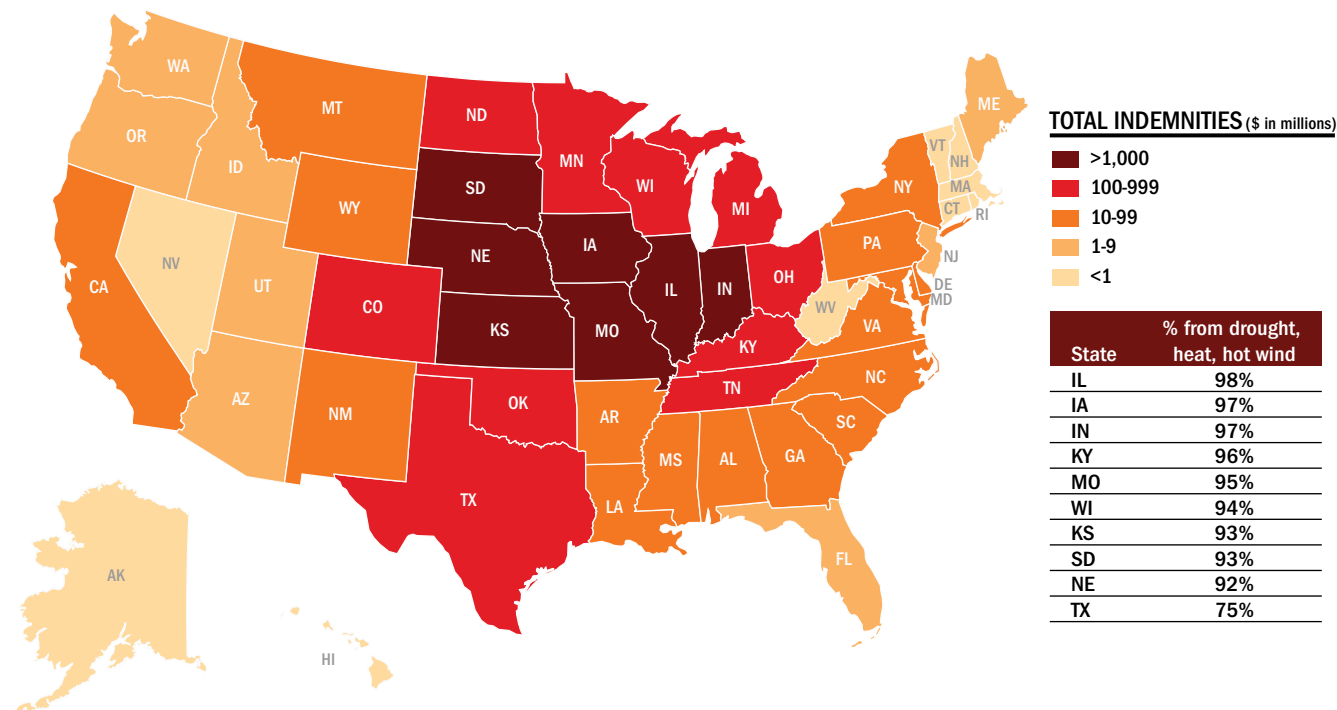 WA
MT
ND
MN
ME
OR
ID
SD
WI
MI
VT
NH
NY
MA
CT
RI
WY
NE
IA
PA
NJ
NV
UT
CA
CO
KS
MO
IL
IN
OH
WV
DE
MD
VA
KY
AZ
NM
OK
AR
TN
NC
SC
MS
AL
GA
TX
LA
FL
AK
HI
TOTAL INDEMNITIES ($ in millions)
>1,000
100-999
10-99
1-9
<1
% from drought,
State heat, hot wind
IL 98%
IA 97%
IN 97%
KY 96%
MO 95%
WI 94%
KS 93%
SD 93%
NE 92%
TX 75%